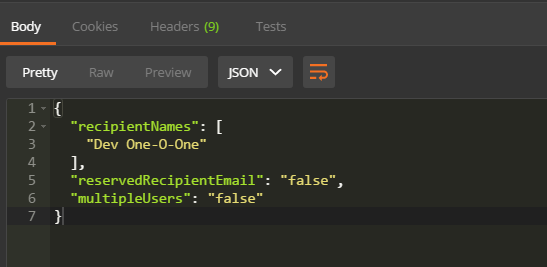 Body Cookies Headers (9) Tests
Pretty Raw Preview JSON
1 {
2 "recipientNames": [
3 "Dev One-O-One"
4 ],
5 "reservedRecipientEmail": "false",
6 "multipleUsers": "false"
7 }